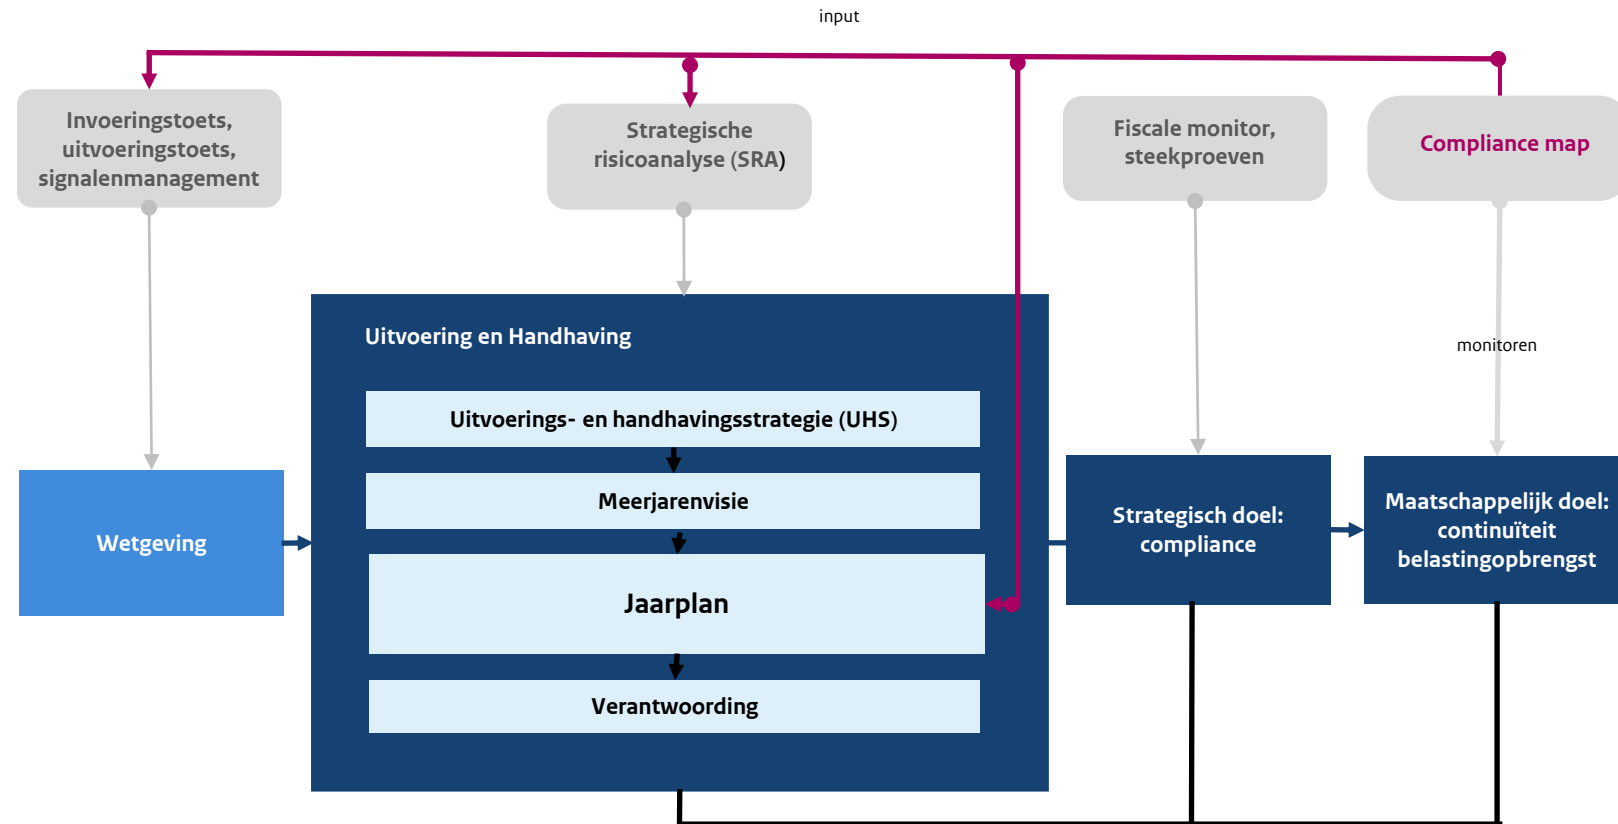 input
Invoeringstoets,
uitvoeringstoets,
signalenmanagement
Strategische
risicoanalyse (SRA)
Fiscale monitor,
steekproeven
Compliance map
Uitvoering en Handhaving
monitoren
Uitvoerings- en handhavingsstrategie (UHS)
Meerjarenvisie
Wetgeving
Strategisch doel:
compliance
Maatschappelijk doel:
continuïteit
belastingopbrengst
Jaarplan
Verantwoording